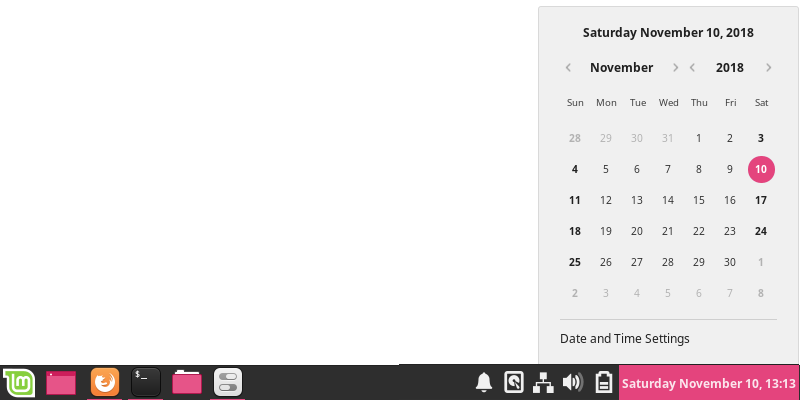 Saturday November 10, 2018
November 2018
Sun Mon Tue Wed Thu Fri Sat
28 29 30 31 1 2 3
4 5 6 7 8 9 10
11 12 13 14 15 16 17
18 19 20 21 22 23 24
25 26 27 28 29 30 1
2 3 4 5 6 7 8
Date and Time Settings
$_
Saturday November 10, 13:13